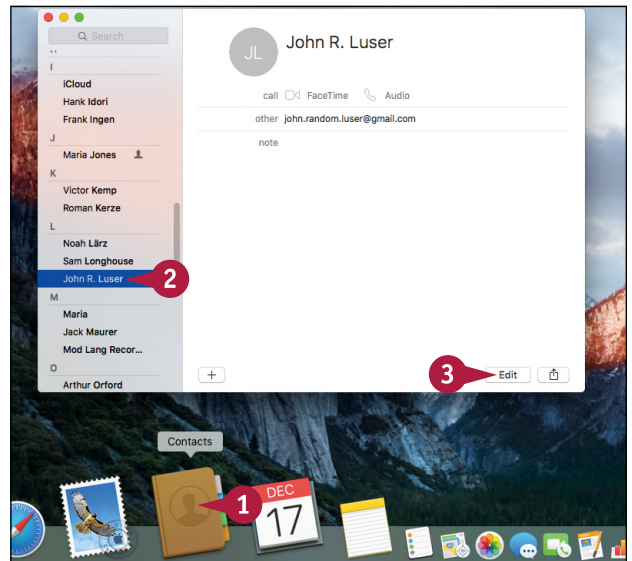 Search
I
iCloud
Hank Idori
Frank Ingen
J
Maria Jones
K
Victor Kemp
Roman Kerze
L
Noah Lärz
Sam Longhouse
John R. Luser
2
M
Maria
Jack Maurer
Mod Lang Recor...
O
Arthur Orford
JL
John R. Luser
call FaceTime Audio
other john.random.luser@gmail.com
note
+
3
Edit
Contacts
1
DEC
17